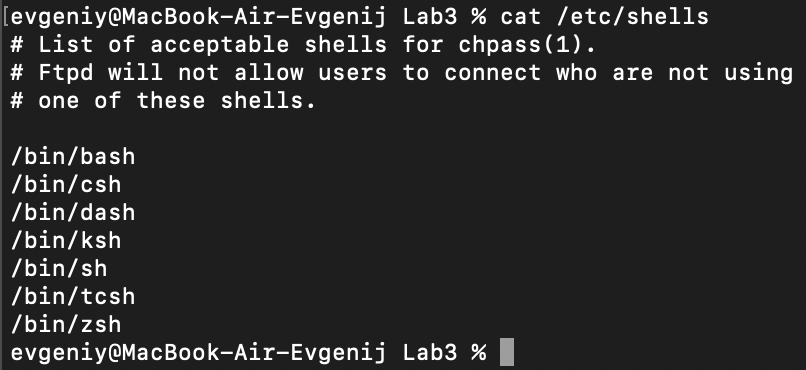 [evgeniy@MacBook-Air-Evgenij Lab3 % cat /etc/shells
# List of acceptable shells for chpass(1).
# Ftpd will not allow users to connect who are not using
# one of these shells.
/bin/bash
/bin/csh
/bin/dash
/bin/ksh
/bin/sh
/bin/tcsh
/bin/zsh
evgeniy@MacBook-Air-Evgenij Lab3 %